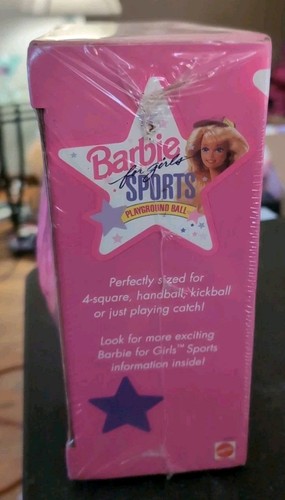 Barbie
for girls
SPORTS
PLAYGROUND BALL
Perfectly sized for
4-square, handball, kickball
or just playing catch!
Look for more exciting
Barbie for Girls™ Sports
information inside!